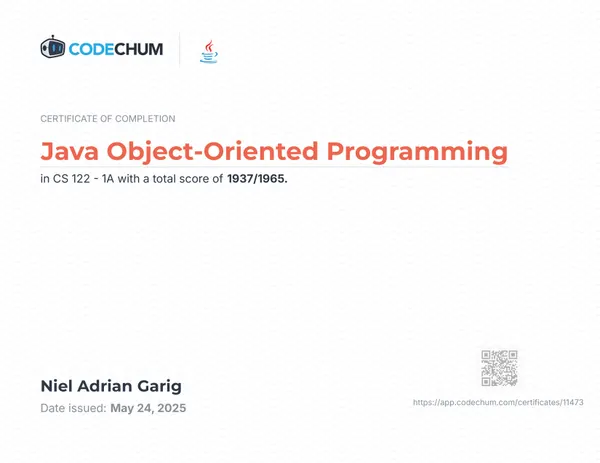 CODECHUM
CERTIFICATE OF COMPLETION
Java Object-Oriented Programming
in CS 122 - 1A with a total score of 1937/1965.
Niel Adrian Garig
Date issued: May 24, 2025
https://app.codechum.com/certificates/11473